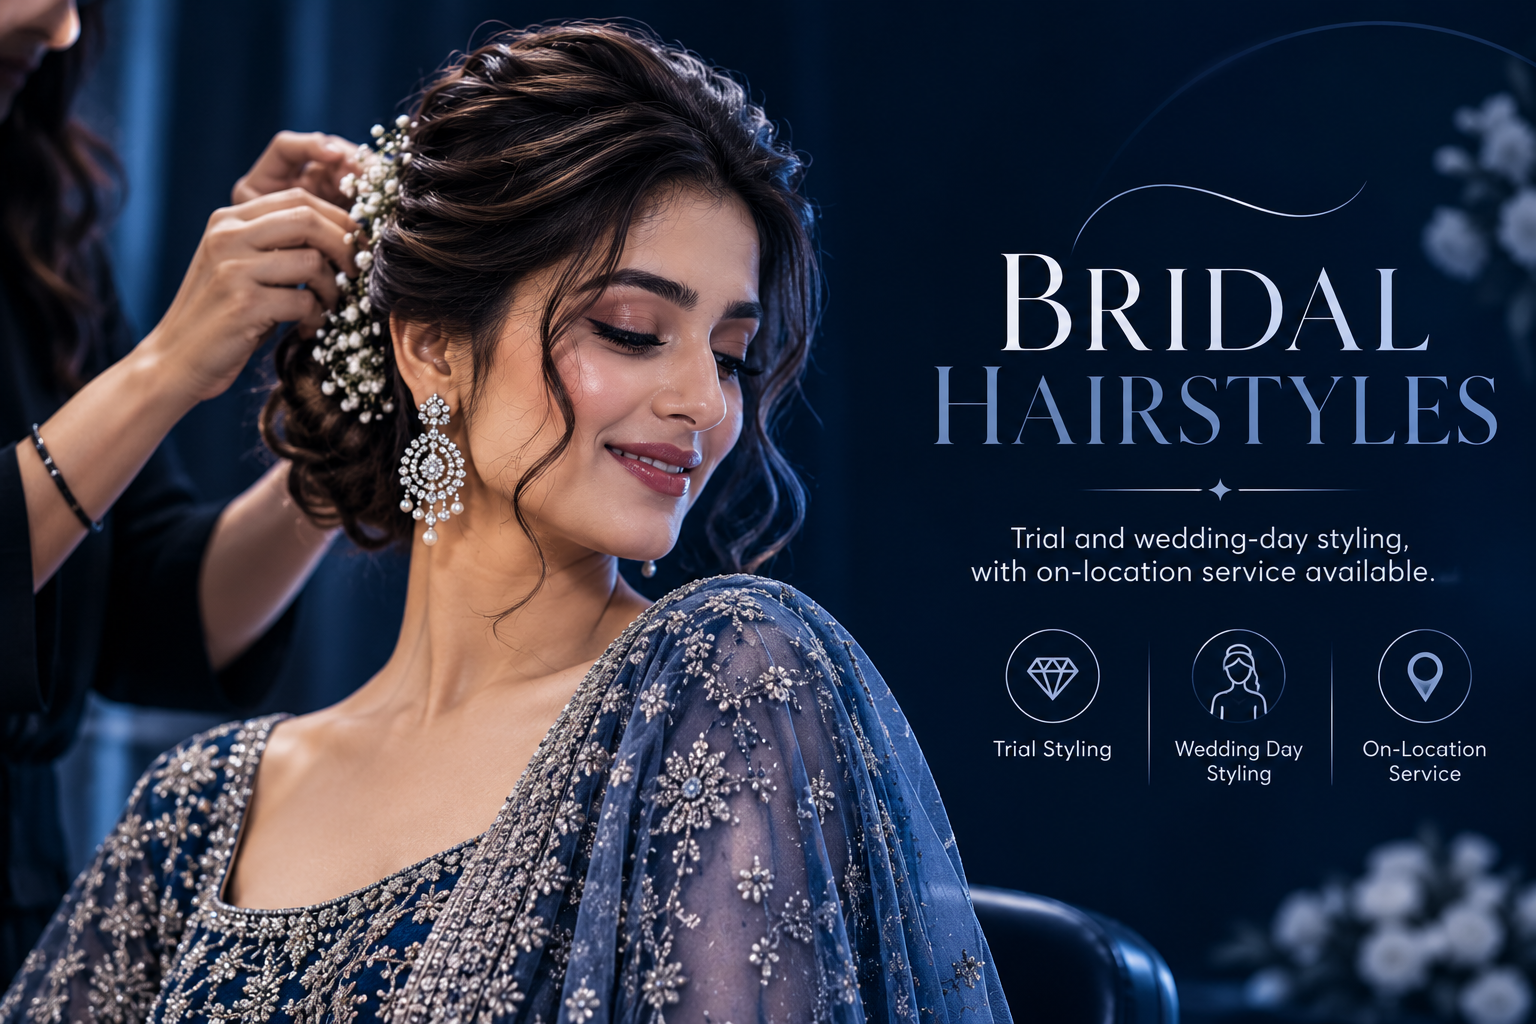 BRIDAL
HAIRSTYLES
Trial and wedding-day styling,
with on-location service available.
Trial Styling
Wedding Day
Styling
On-Location
Service